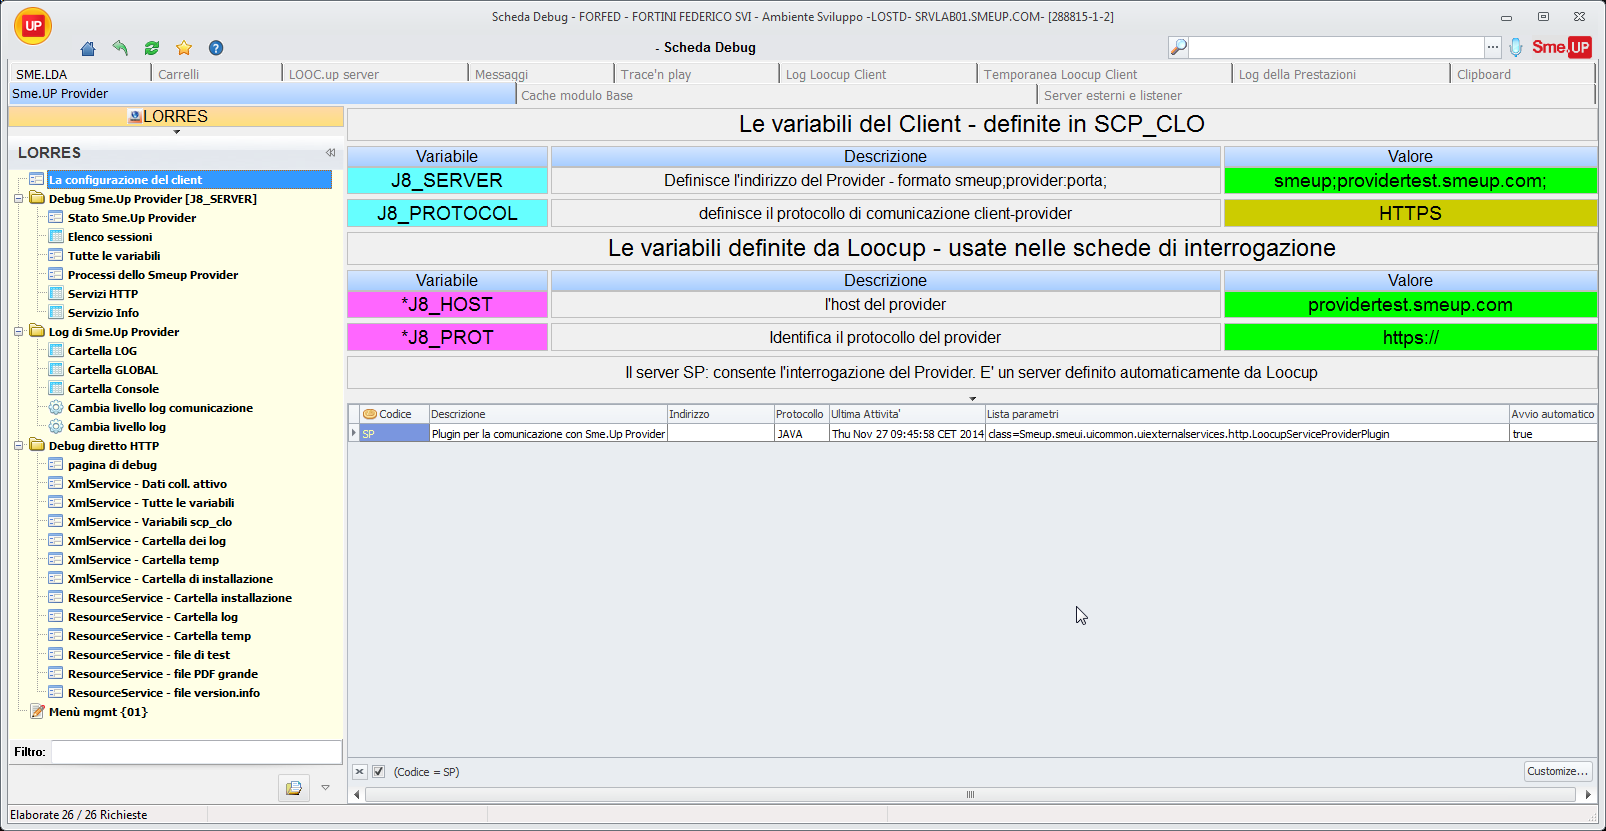 UP
Scheda Debug - FORFED - FORTINI FEDERICO SVI - Ambiente Sviluppo -LOSTD- SRVLAB01.SMEUP.COM- [288815-1-2]
- Scheda Debug
Sme.UP
SME.LDA
Carrelli
LOOC.up server
Messaggi
Trace'n play
Log Loocup Client
Temporanea Loocup Client
Log della Prestazioni
Clipboard
Sme.UP Provider
Cache modulo Base
Server esterni e listener
LORRES
LORRES
La configurazione del client
Debug Sme.Up Provider [J8_SERVER]
Stato Sme.Up Provider
Elenco sessioni
Tutte le variabili
Processi dello Smeup Provider
Servizi HTTP
Servizio Info
Log di Sme.Up Provider
Cartella LOG
Cartella GLOBAL
Cartella Console
Cambia livello log comunicazione
Cambia livello log
Debug diretto HTTP
pagina di debug
XmlService - Dati coll. attivo
XmlService - Tutte le variabili
XmlService - Variabili scp_clo
XmlService - Cartella dei log
XmlService - Cartella temp
XmlService - Cartella di installazione
ResourceService - Cartella installazione
ResourceService - Cartella log
ResourceService - Cartella temp
ResourceService - file di test
ResourceService - file PDF grande
ResourceService - file version.info
Menù mgmt {01}
Filtro:
Le variabili del Client - definite in SCP_CLO
Variabile Descrizione Valore
J8_SERVER Definisce l'indirizzo del Provider - formato smeup;provider:porta; smeup;providertest.smeup.com;
J8_PROTOCOL definisce il protocollo di comunicazione client-provider HTTPS
Le variabili definite da Loocup - usate nelle schede di interrogazione
Variabile Descrizione Valore
*J8_HOST l'host del provider providertest.smeup.com
*J8_PROT Identifica il protocollo del provider https://
Il server SP: consente l'interrogazione del Provider. E' un server definito automaticamente da Loocup
Codice Descrizione Indirizzo Protocollo Ultima Attivita' Lista parametri Avvio automatico
SP Plugin per la comunicazione con Sme.Up Provider JAVA Thu Nov 27 09:45:58 CET 2014 class=Smeup.smeui.uicommon.uiexternalservices.http.LoocupServiceProviderPlugin true
(Codice = SP)
Customize...
Elaborate 26 / 26 Richieste